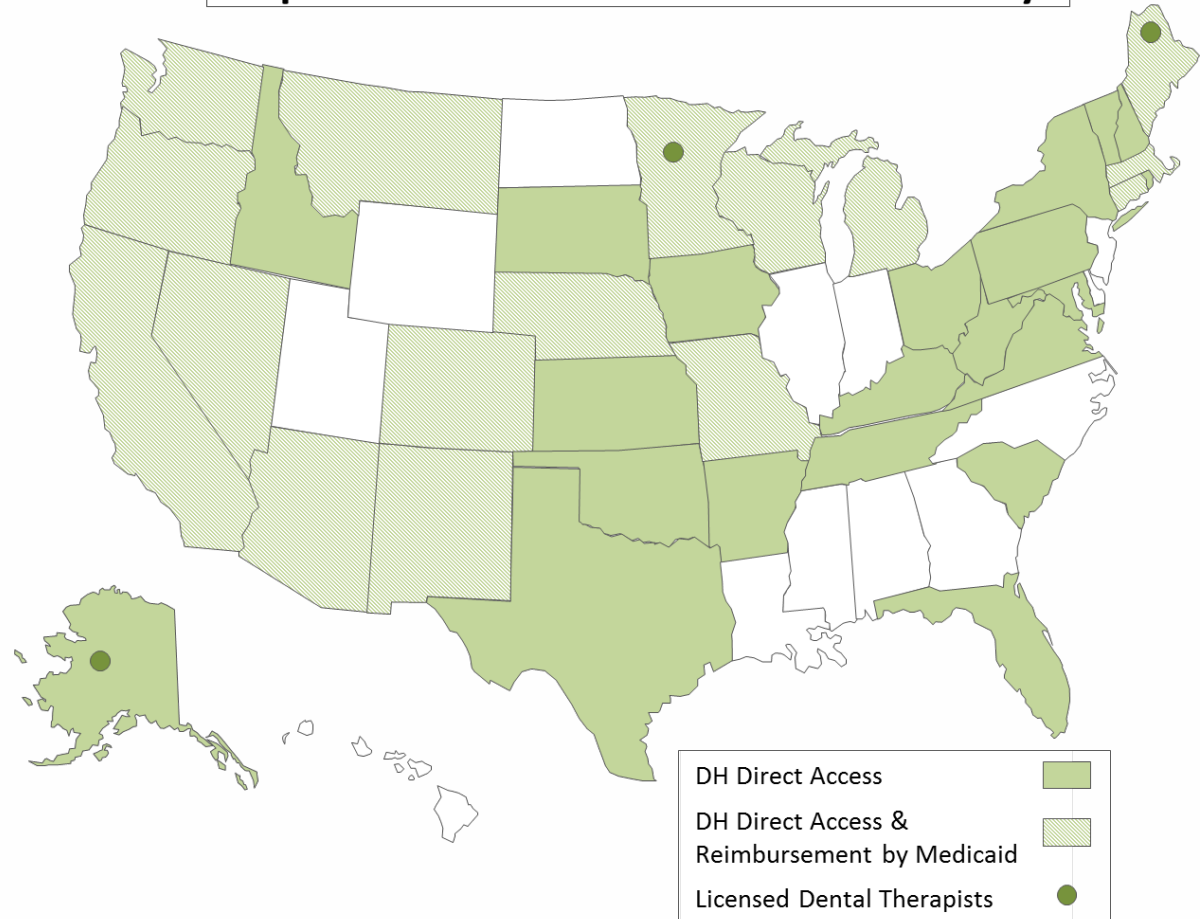 DH Direct Access
DH Direct Access &
Reimbursement by Medicaid
Licensed Dental Therapists